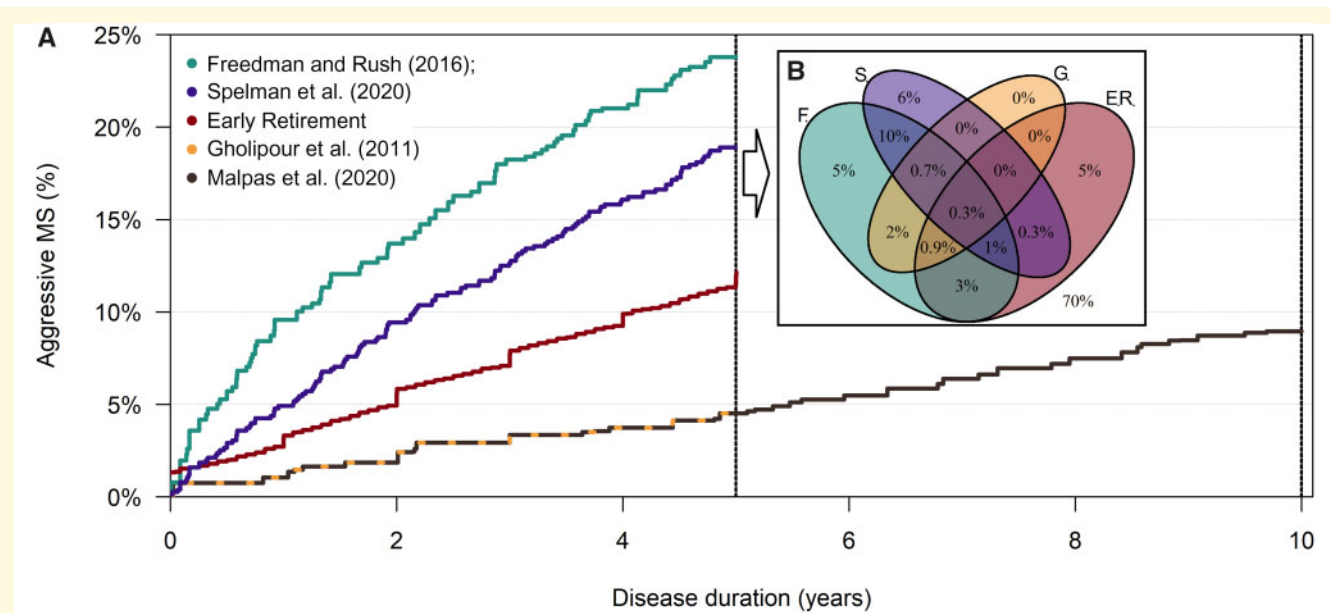 A
25%
20%
15%
10%
5%
0%
Aggressive MS (%)
Freedman and Rush (2016);
Spelman et al. (2020)
Early Retirement
Gholipour et al. (2011)
Malpas et al. (2020)
B
F.
S.
G.
E.R.
6%
0%
10%
0%
0%
5%
0.7%
0%
5%
0.3%
2%
0.9%
1%
0.3%
3%
70%
0
2
4
6
8
10
Disease duration (years)